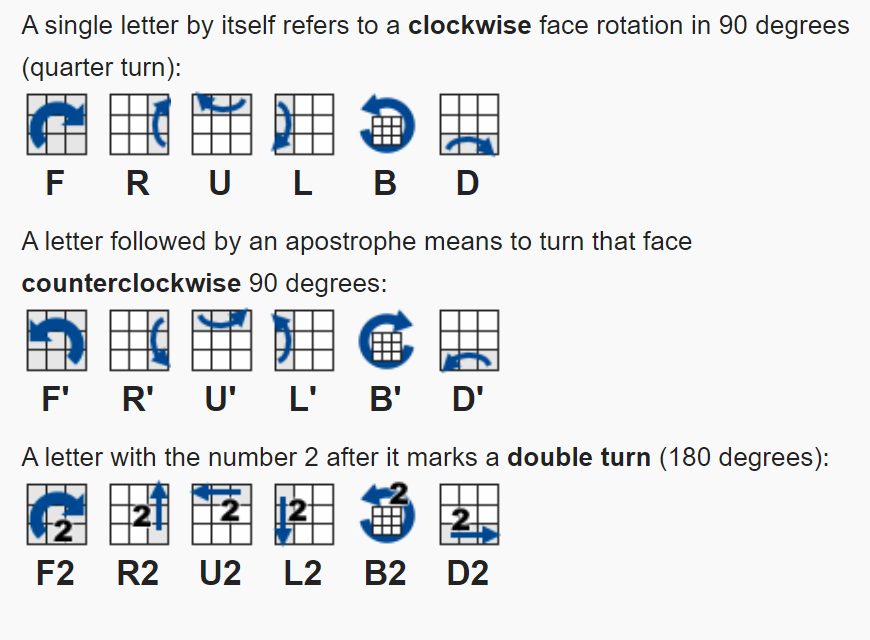 A single letter by itself refers to a clockwise face rotation in 90 degrees
(quarter turn):
F R U L B D
A letter followed by an apostrophe means to turn that face
counterclockwise 90 degrees:
F' R' U' L' B' D'
A letter with the number 2 after it marks a double turn (180 degrees):
2 2 2 2 2 2
F2 R2 U2 L2 B2 D2